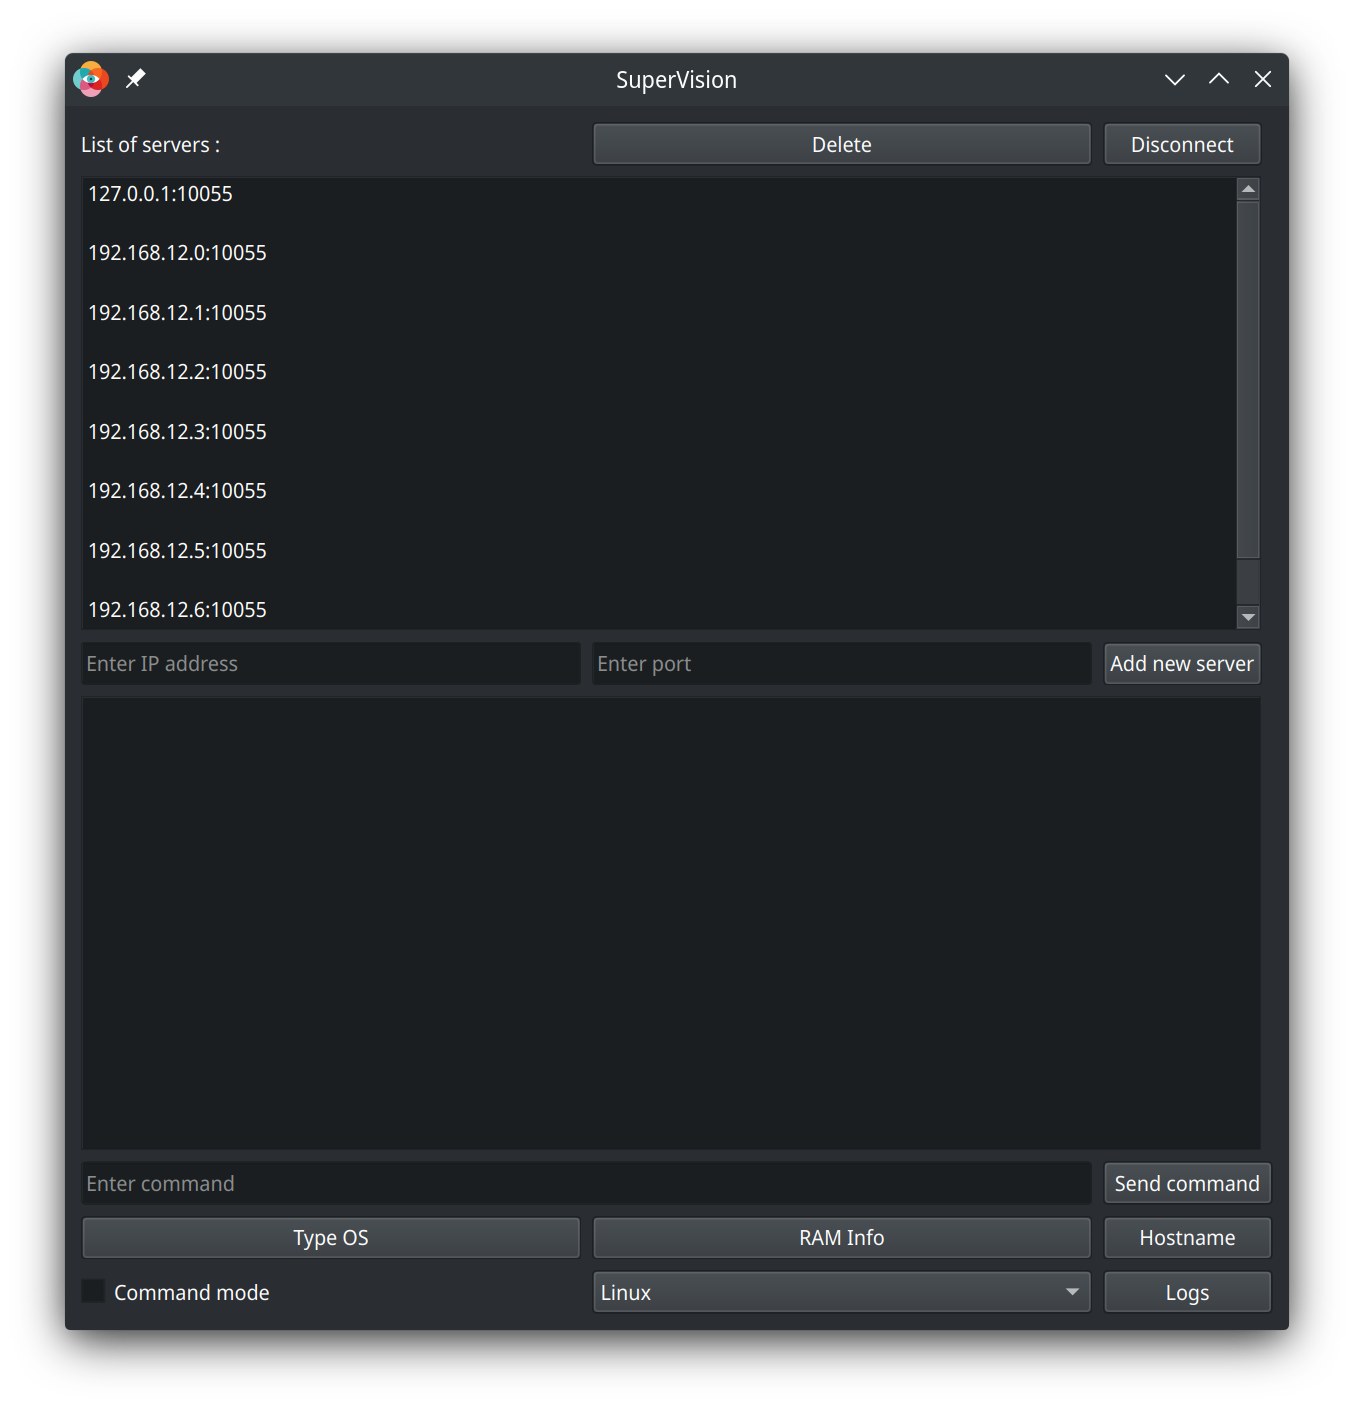 SuperVision
List of servers :
Delete
Disconnect
127.0.0.1:10055
192.168.12.0:10055
192.168.12.1:10055
192.168.12.2:10055
192.168.12.3:10055
192.168.12.4:10055
192.168.12.5:10055
192.168.12.6:10055
Enter IP address
Enter port
Add new server
Enter command
Send command
Type OS
RAM Info
Hostname
Command mode
Linux
Logs